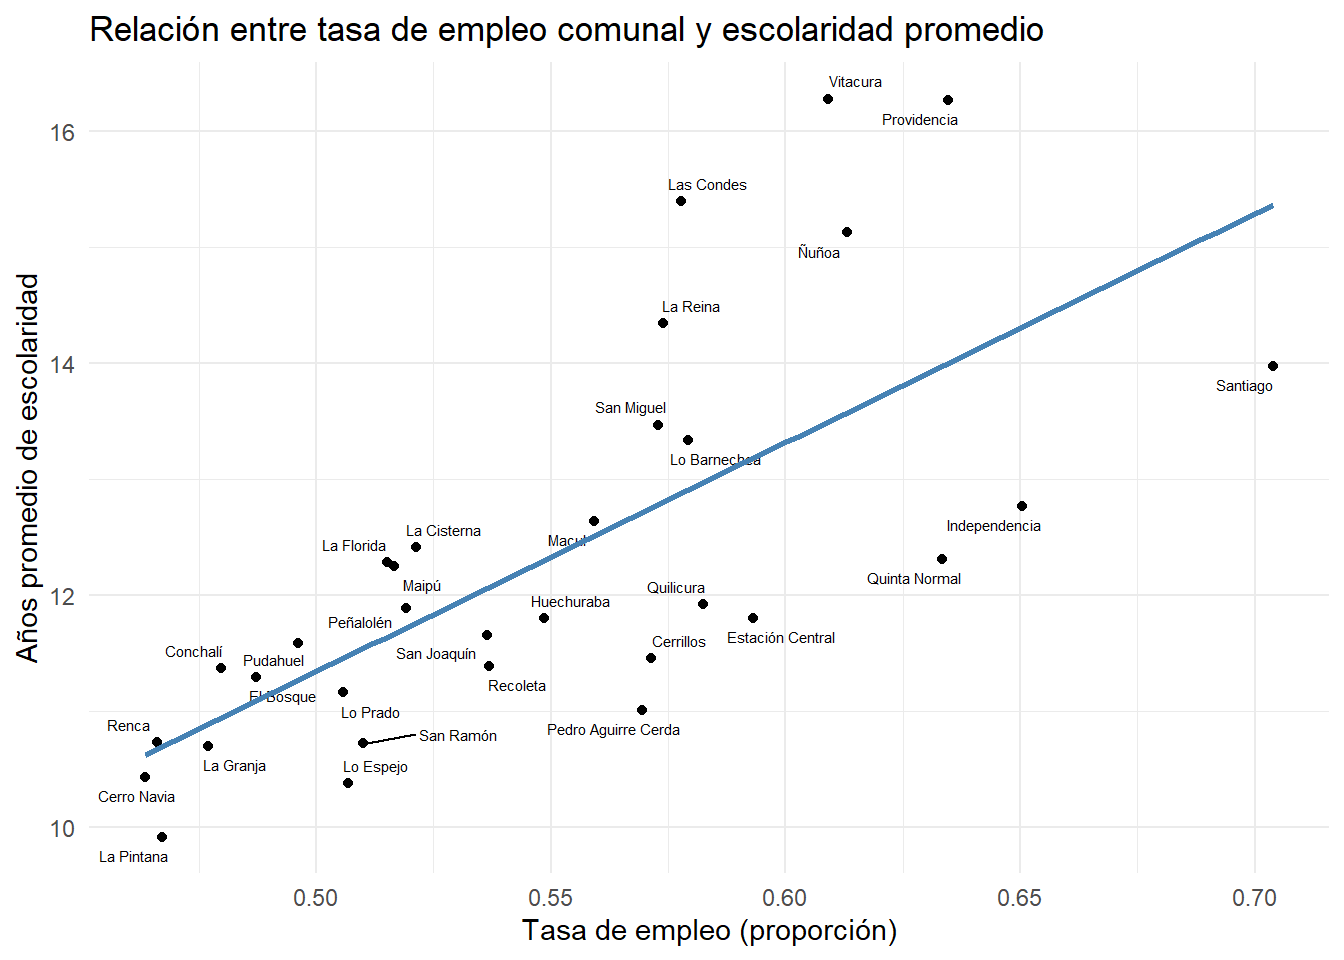 Relación entre tasa de empleo comunal y escolaridad promedio
Años promedio de escolaridad
16
14
12
10
Vitacura
Providencia
Las Condes
Ñuñoa
La Reina
Santiago
San Miguel
Lo Barnechea
Independencia
La Cisterna
La Florida
Macul
Maipú
Quinta Normal
Quilicura
Huechuraba
Peñalolén
Estación Central
Cerrillos
Conchalí
Pudahuel
San Joaquín
Recoleta
El Bosque
Lo Prado
Renca
Pedro Aguirre Cerda
San Ramón
La Granja
Lo Espejo
Cerro Navia
La Pintana
0.50
0.55
0.60
0.65
0.70
Tasa de empleo (proporción)